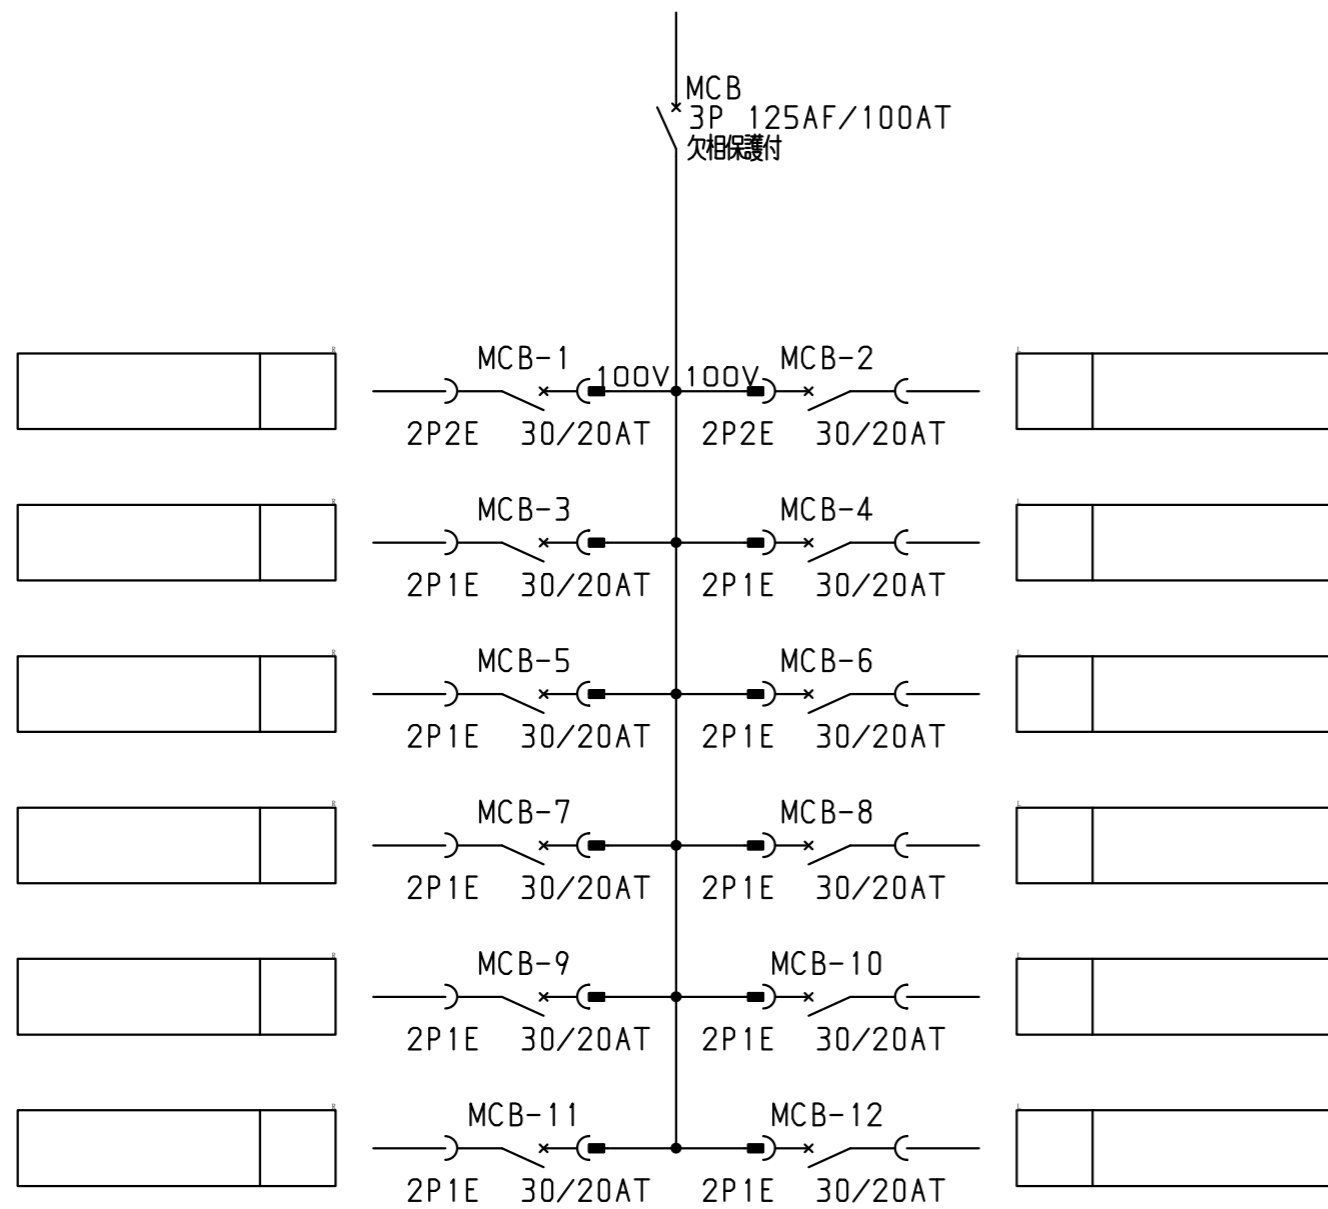 MCB
3P 125AF/100AT
欠相保護付
MCB-1 100V 100V MCB-2
2P2E 30/20AT 2P2E 30/20AT
MCB-3 MCB-4
2P1E 30/20AT 2P1E 30/20AT
MCB-5 MCB-6
2P1E 30/20AT 2P1E 30/20AT
MCB-7 MCB-8
2P1E 30/20AT 2P1E 30/20AT
MCB-9 MCB-10
2P1E 30/20AT 2P1E 30/20AT
MCB-11 MCB-12
2P1E 30/20AT 2P1E 30/20AT